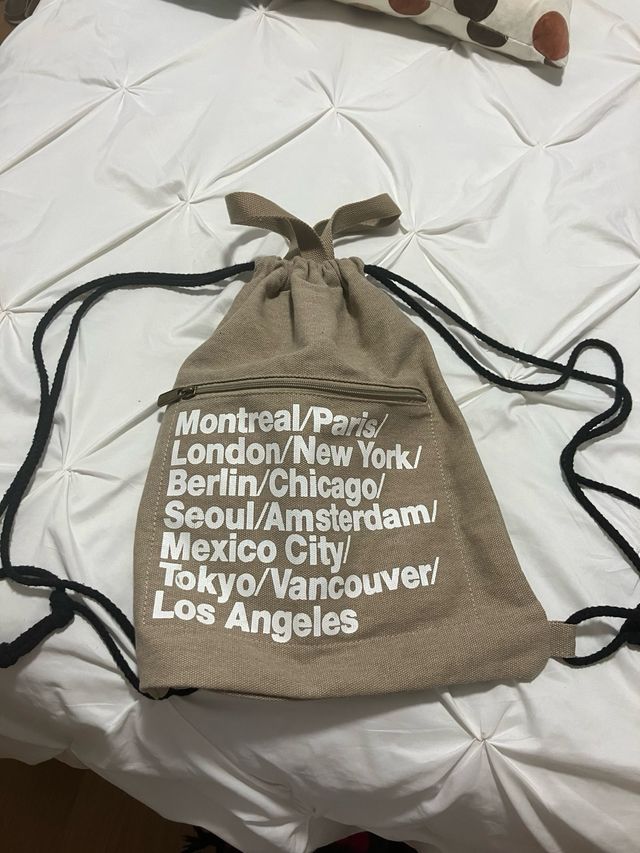 Montreal/Paris/
London/New York/
Berlin/Chicago/
Seoul/Amsterdam/
Mexico City/
Tokyo/Vancouver/
Los Angeles